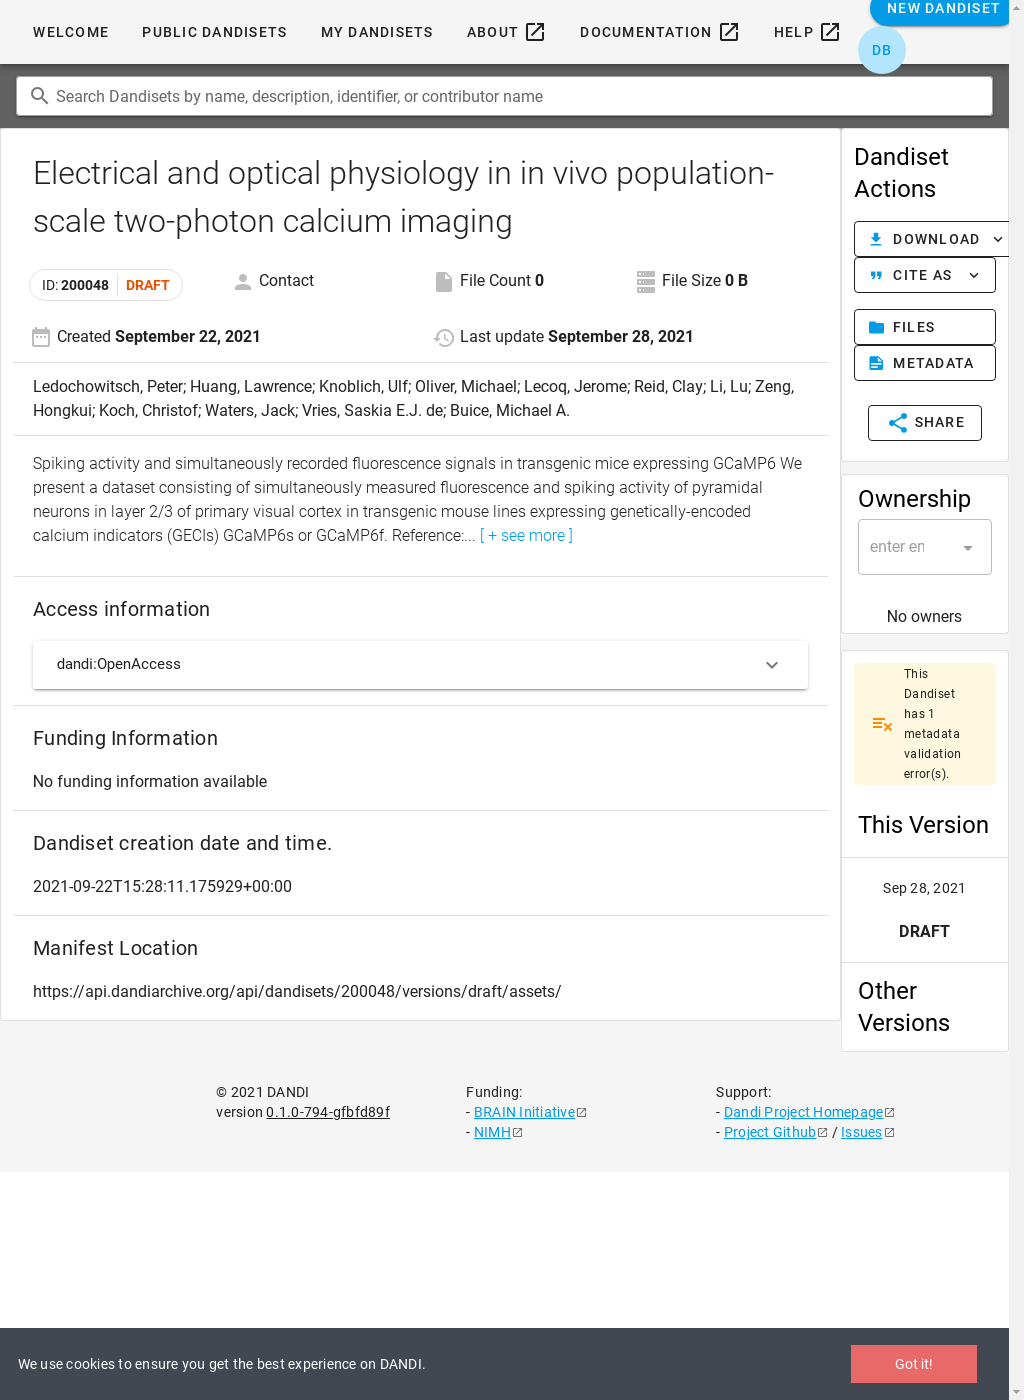 WELCOME PUBLIC DANDISETS MY DANDISETS ABOUT DOCUMENTATION HELP NEW DANDISET
DB
Search Dandisets by name, description, identifier, or contributor name
Electrical and optical physiology in in vivo population-
scale two-photon calcium imaging
ID: 200048 DRAFT Contact File Count 0 File Size 0 B
Created September 22, 2021 Last update September 28, 2021
Ledochowitsch, Peter; Huang, Lawrence; Knoblich, Ulf; Oliver, Michael; Lecoq, Jerome; Reid, Clay; Li, Lu; Zeng,
Hongkui; Koch, Christof; Waters, Jack; Vries, Saskia E.J. de; Buice, Michael A.
Spiking activity and simultaneously recorded fluorescence signals in transgenic mice expressing GCaMP6 We
present a dataset consisting of simultaneously measured fluorescence and spiking activity of pyramidal
neurons in layer 2/3 of primary visual cortex in transgenic mouse lines expressing genetically-encoded
calcium indicators (GECIs) GCaMP6s or GCaMP6f. Reference:... [ + see more ]
Access information
dandi:OpenAccess
Funding Information
No funding information available
Dandiset creation date and time.
2021-09-22T15:28:11.175929+00:00
Manifest Location
https://api.dandiarchive.org/api/dandisets/200048/versions/draft/assets/
Dandiset
Actions
DOWNLOAD
CITE AS
FILES
METADATA
SHARE
Ownership
enter en
No owners
This
Dandiset
has 1
metadata
validation
error(s).
This Version
Sep 28, 2021
DRAFT
Other
Versions
© 2021 DANDI
version 0.1.0-794-gfbfd89f
Funding:
- BRAIN Initiative
- NIMH
Support:
- Dandi Project Homepage
- Project Github / Issues
We use cookies to ensure you get the best experience on DANDI.
Got it!